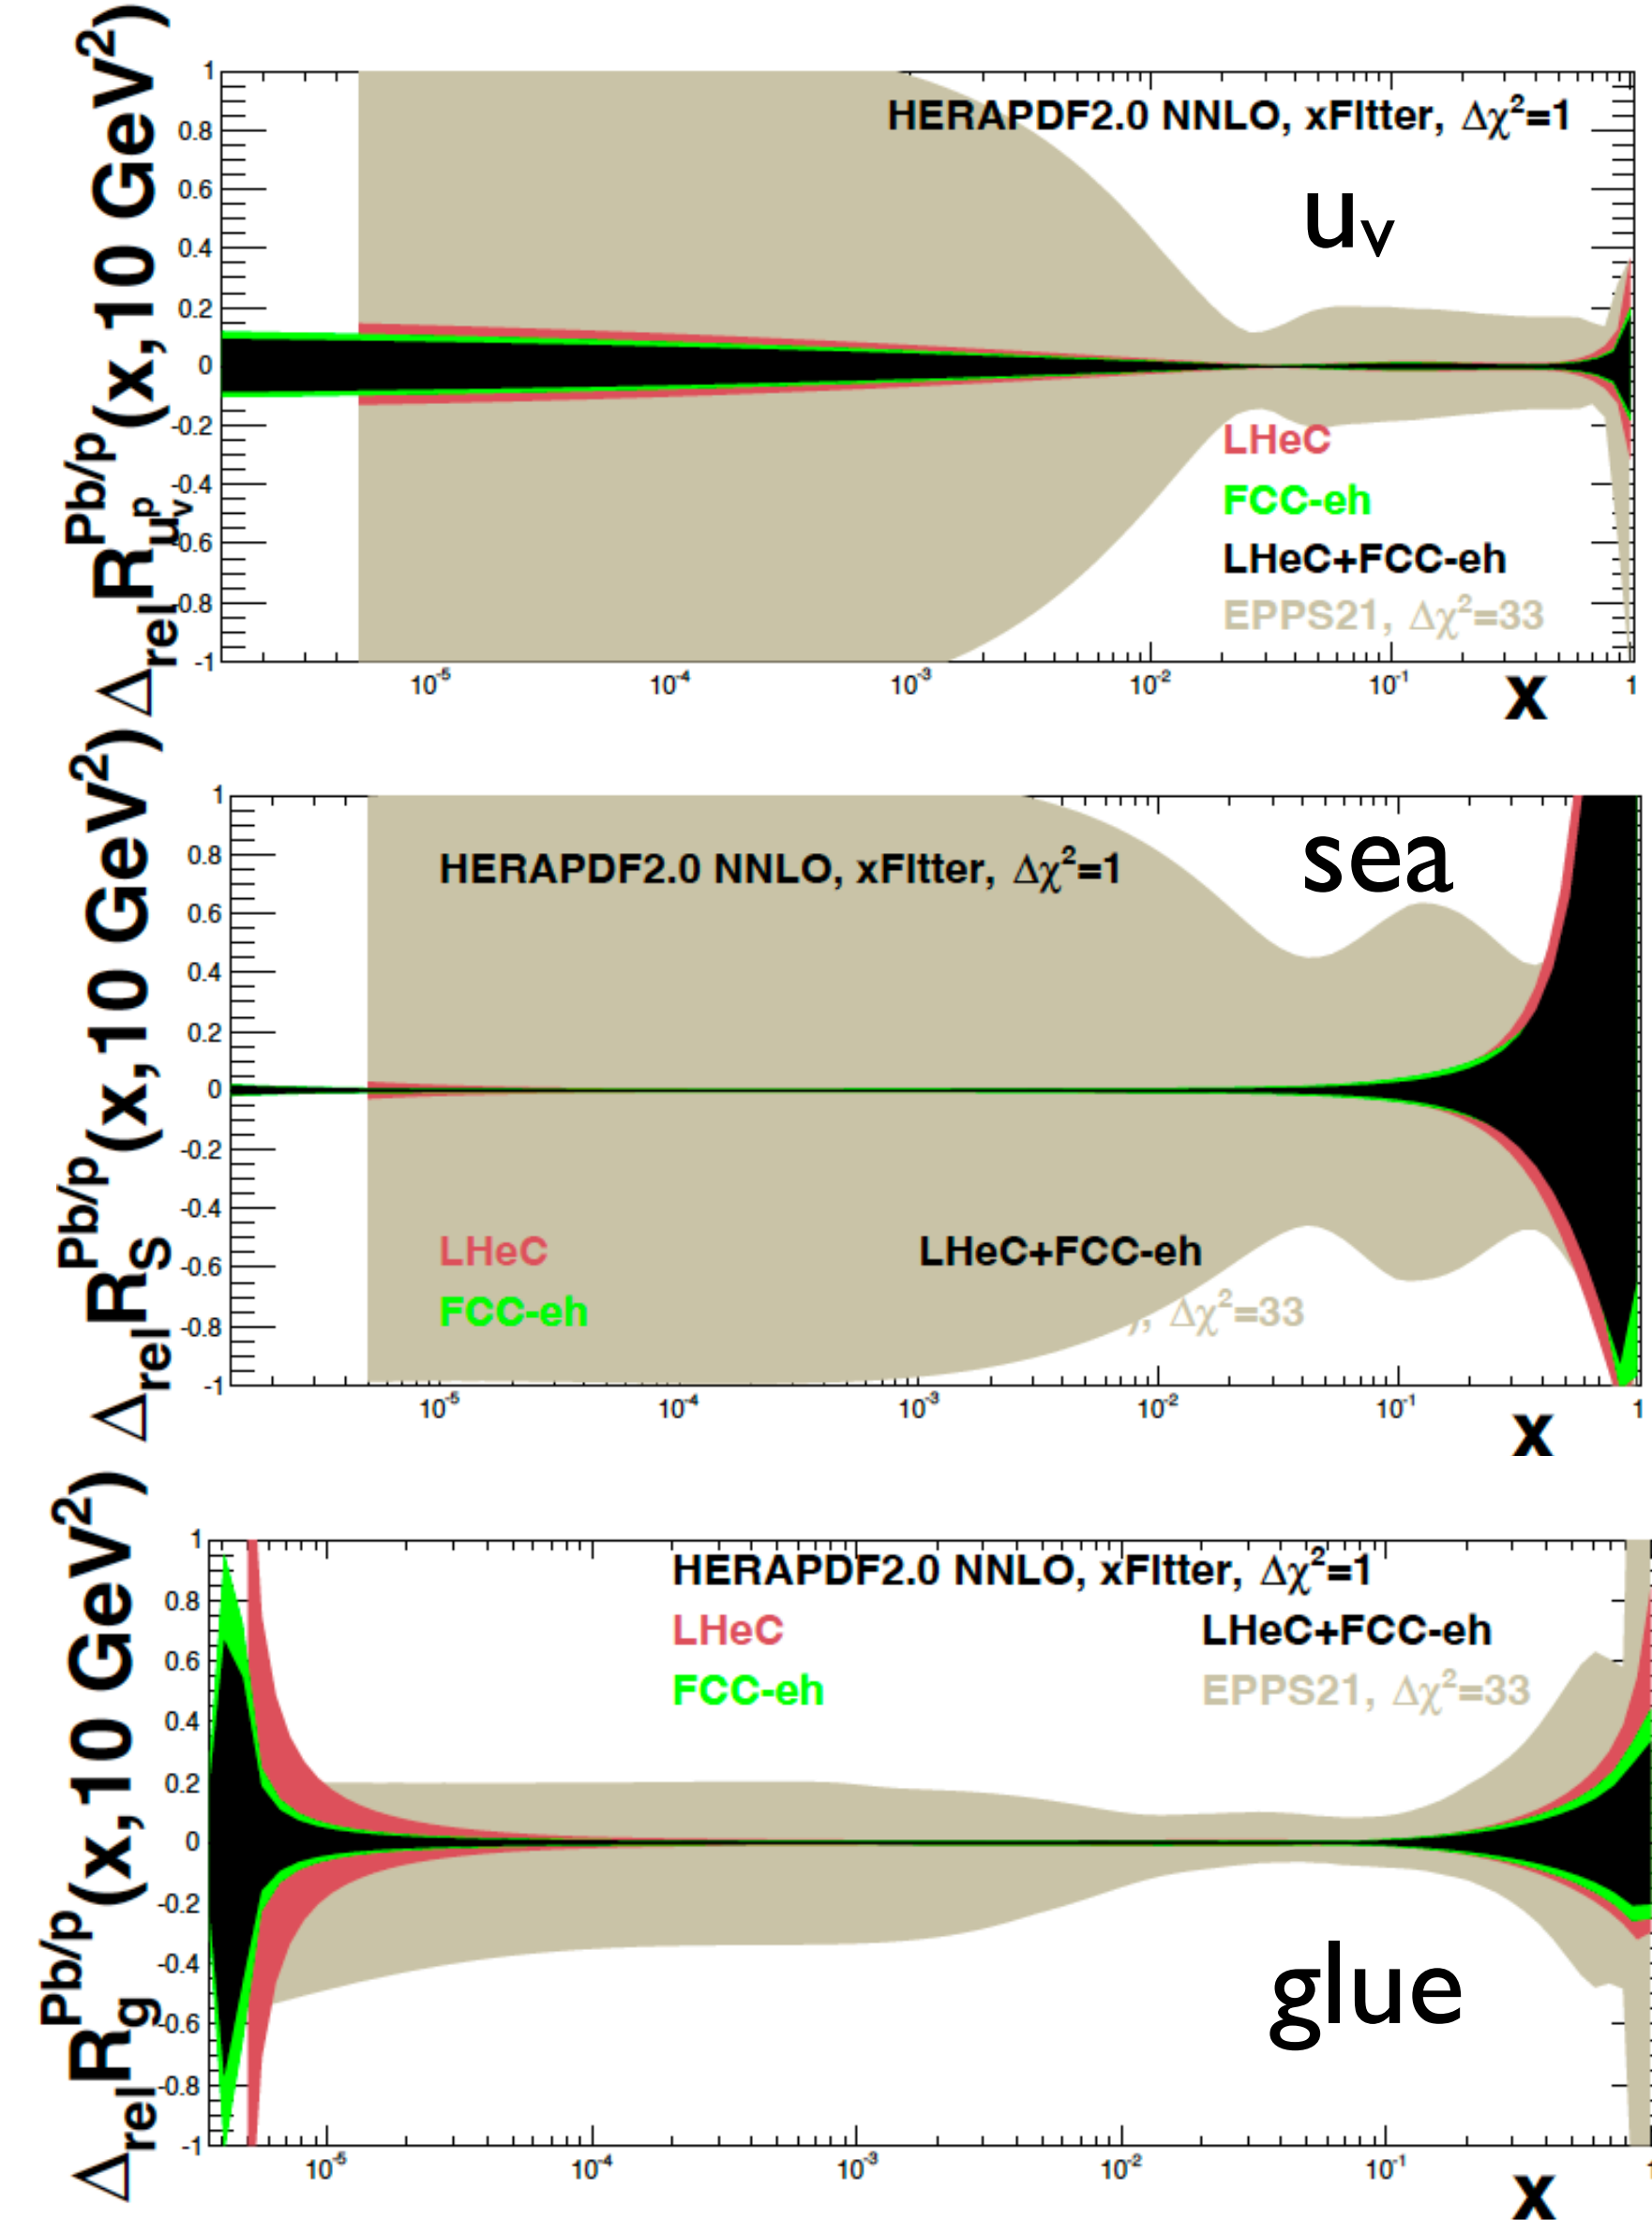 Δ_rel R_{u_v^p}^{Pb/p}(x, 10 GeV²)
1
0.8
0.6
0.4
0.2
0
-0.2
-0.4
-0.6
-0.8
-1
HERAPDF2.0 NNLO, xFitter, Δχ²=1
u_v
LHeC
FCC-eh
LHeC+FCC-eh
EPPS21, Δχ²=33
10⁻⁵ 10⁻⁴ 10⁻³ 10⁻² 10⁻¹ 1
x
Δ_rel R_S^{Pb/p}(x, 10 GeV²)
1
0.8
0.6
0.4
0.2
0
-0.2
-0.4
-0.6
-0.8
-1
sea
HERAPDF2.0 NNLO, xFitter, Δχ²=1
LHeC LHeC+FCC-eh
FCC-eh , Δχ²=33
10⁻⁵ 10⁻⁴ 10⁻³ 10⁻² 10⁻¹ 1
x
Δ_rel R_g^{Pb/p}(x, 10 GeV²)
1
0.8
0.6
0.4
0.2
0
-0.2
-0.4
-0.6
-0.8
-1
HERAPDF2.0 NNLO, xFitter, Δχ²=1
LHeC LHeC+FCC-eh
FCC-eh EPPS21, Δχ²=33
glue
10⁻⁵ 10⁻⁴ 10⁻³ 10⁻² 10⁻¹ 1
x